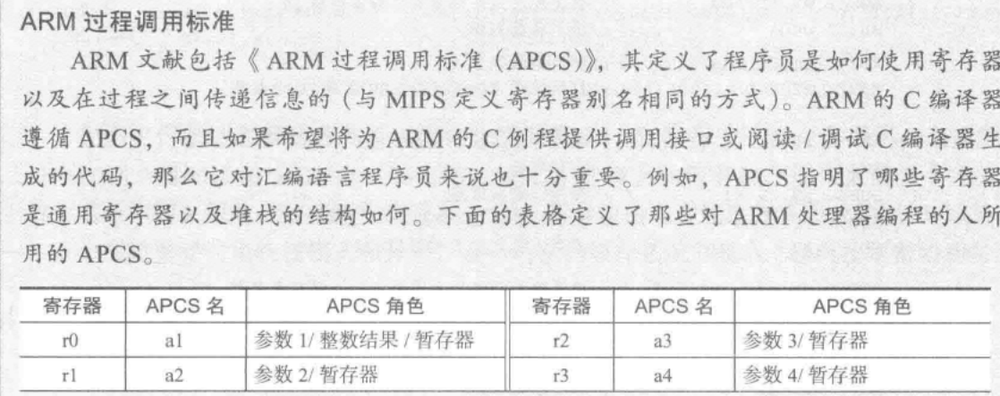 ARM 过程调用标准
ARM 文献包括《ARM 过程调用标准（APCS）》，其定义了程序员是如何使用寄存器
以及在过程之间传递信息的（与 MIPS 定义寄存器别名相同的方式）。ARM 的 C 编译器
遵循 APCS，而且如果希望将为 ARM 的 C 例程提供调用接口或阅读 / 调试 C 编译器生
成的代码，那么它对汇编语言程序员来说也十分重要。例如，APCS 指明了哪些寄存器
是通用寄存器以及堆栈的结构如何。下面的表格定义了那些对 ARM 处理器编程的人所
用的 APCS。
寄存器 APCS 名 APCS 角色 寄存器 APCS 名 APCS 角色
r0 a1 参数 1/ 整数结果 / 暂存器 r2 a3 参数 3/ 暂存器
r1 a2 参数 2/ 暂存器 r3 a4 参数 4/ 暂存器